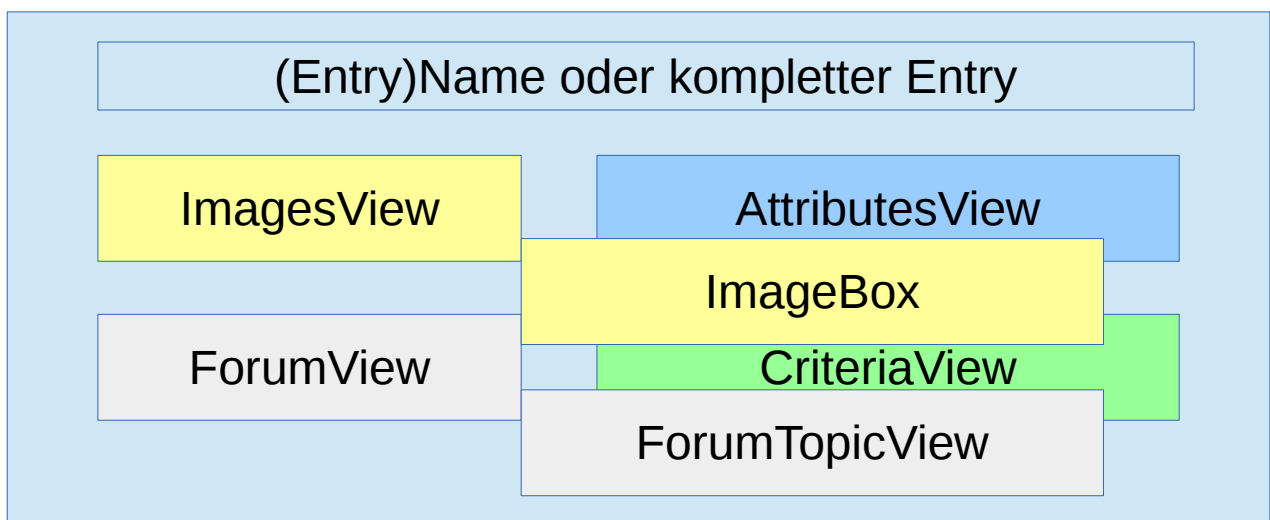 (Entry)Name oder kompletter Entry
ImagesView
AttributesView
ImageBox
ForumView
CriteriaView
ForumTopicView